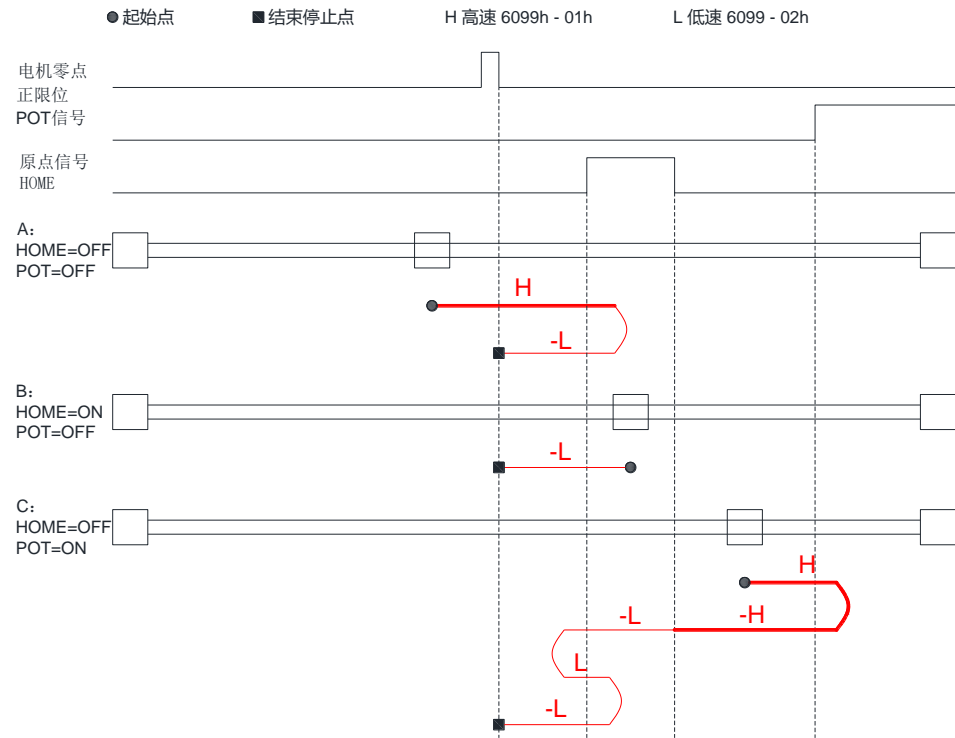 起始点 结束停止点 H 高速 6099h - 01h L 低速 6099 - 02h
电机零点
正限位
POT信号
原点信号
HOME
A:
HOME=OFF
POT=OFF
H
-L
B:
HOME=ON
POT=OFF
-L
C:
HOME=OFF
POT=ON
H
-H
-L
L
-L